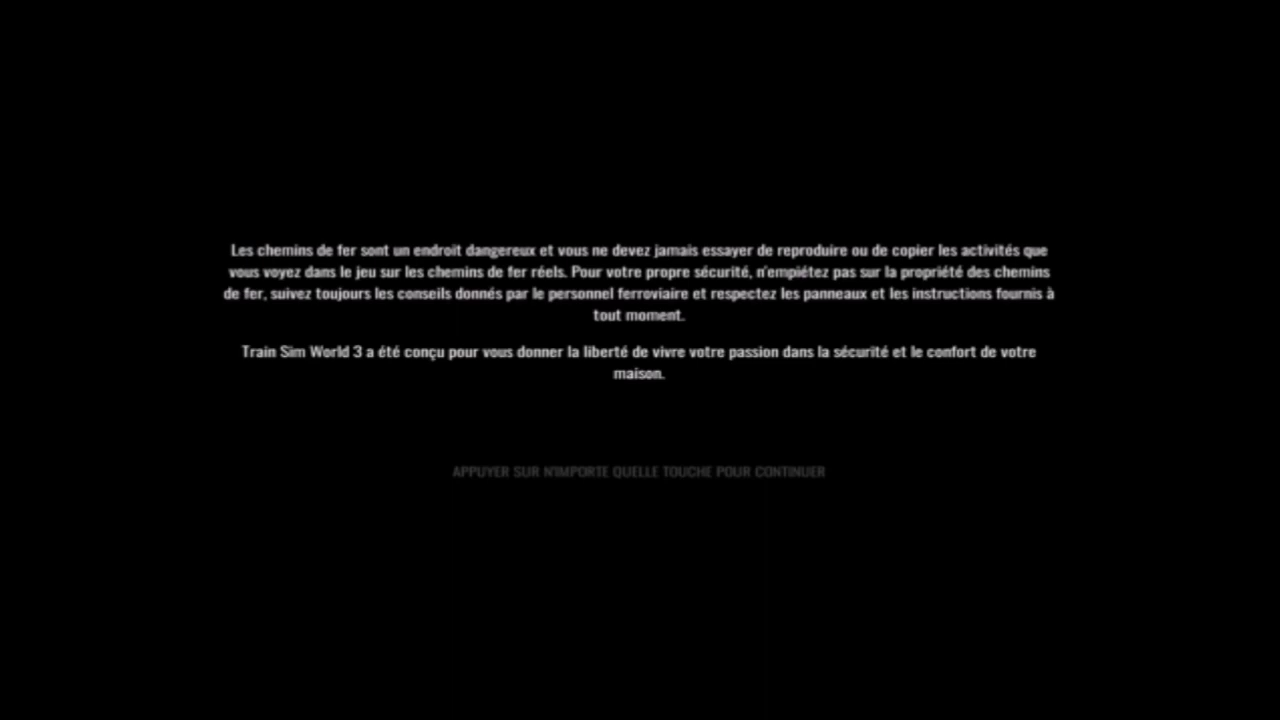 Les chemins de fer sont un endroit dangereux et vous ne devez jamais essayer de reproduire ou de copier les activités que
vous voyez dans le jeu sur les chemins de fer réels. Pour votre propre sécurité, n'empiétez pas sur la propriété des chemins
de fer, suivez toujours les conseils donnés par le personnel ferroviaire et respectez les panneaux et les instructions fournis à
tout moment.
Train Sim World 3 a été conçu pour vous donner la liberté de vivre votre passion dans la sécurité et le confort de votre
maison.
APPUYER SUR N'IMPORTE QUELLE TOUCHE POUR CONTINUER